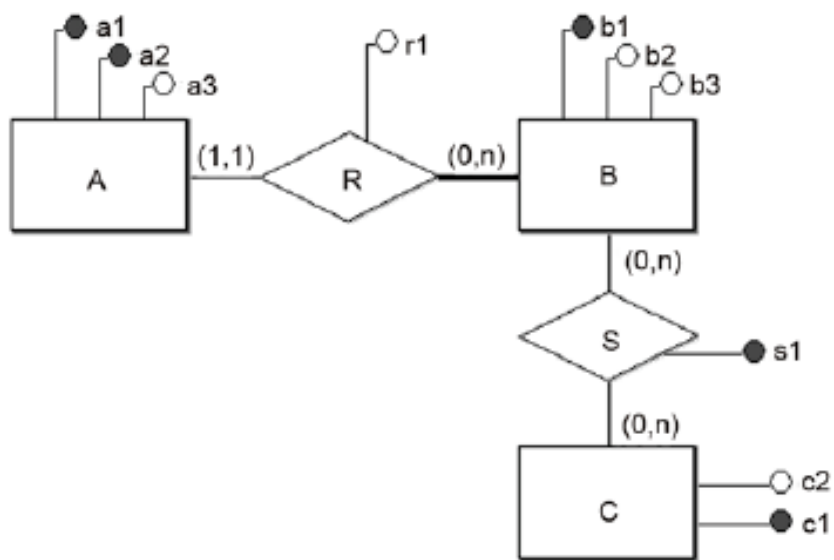 a1
a2
a3
r1
b1
b2
b3
A
(1,1)
R
(0,n)
B
(0,n)
S
s1
(0,n)
C
c2
c1